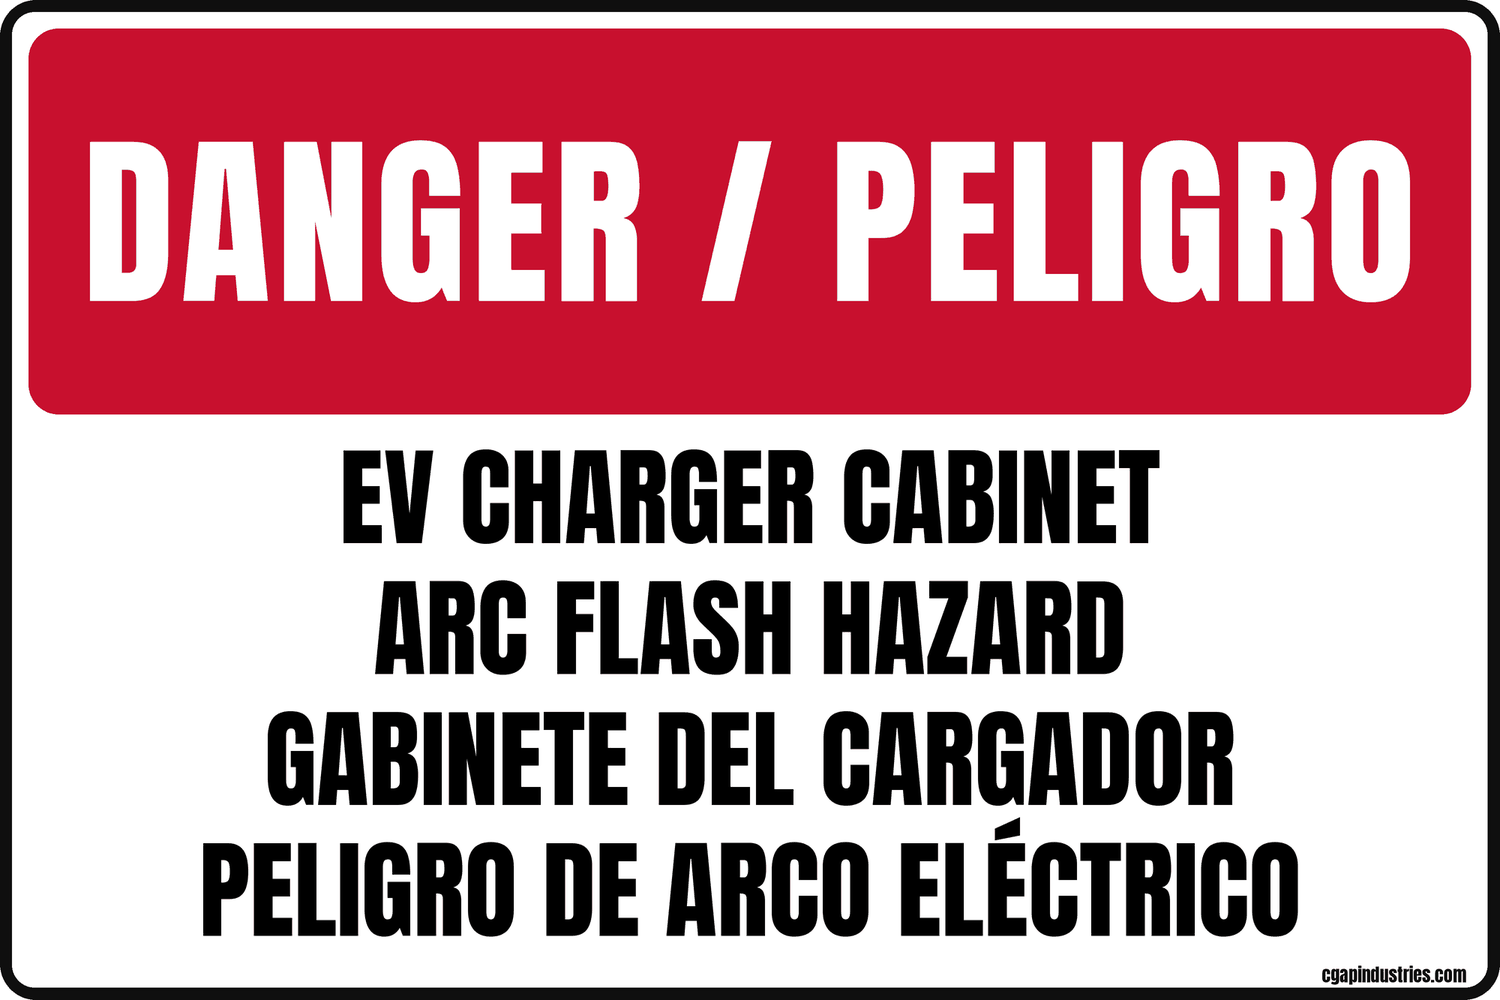 DANGER / PELIGRO
EV CHARGER CABINET
ARC FLASH HAZARD
GABINETE DEL CARGADOR
PELIGRO DE ARCO ELÉCTRICO
cgapindustries.com